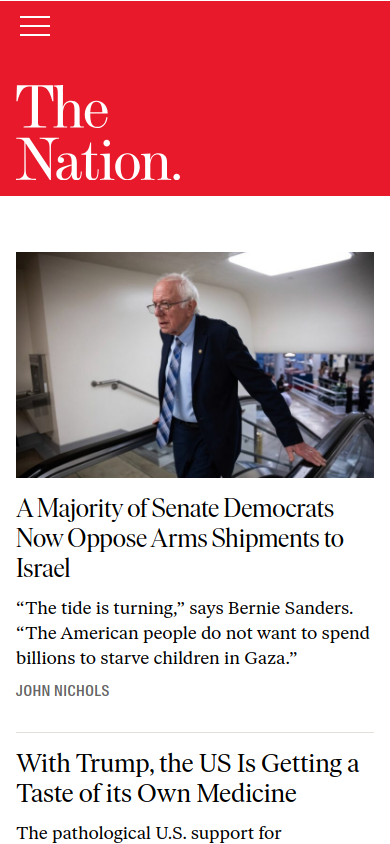 The
Nation.
A Majority of Senate Democrats
Now Oppose Arms Shipments to
Israel
“The tide is turning,” says Bernie Sanders.
“The American people do not want to spend
billions to starve children in Gaza.”
JOHN NICHOLS
With Trump, the US Is Getting a
Taste of its Own Medicine
The pathological U.S. support for